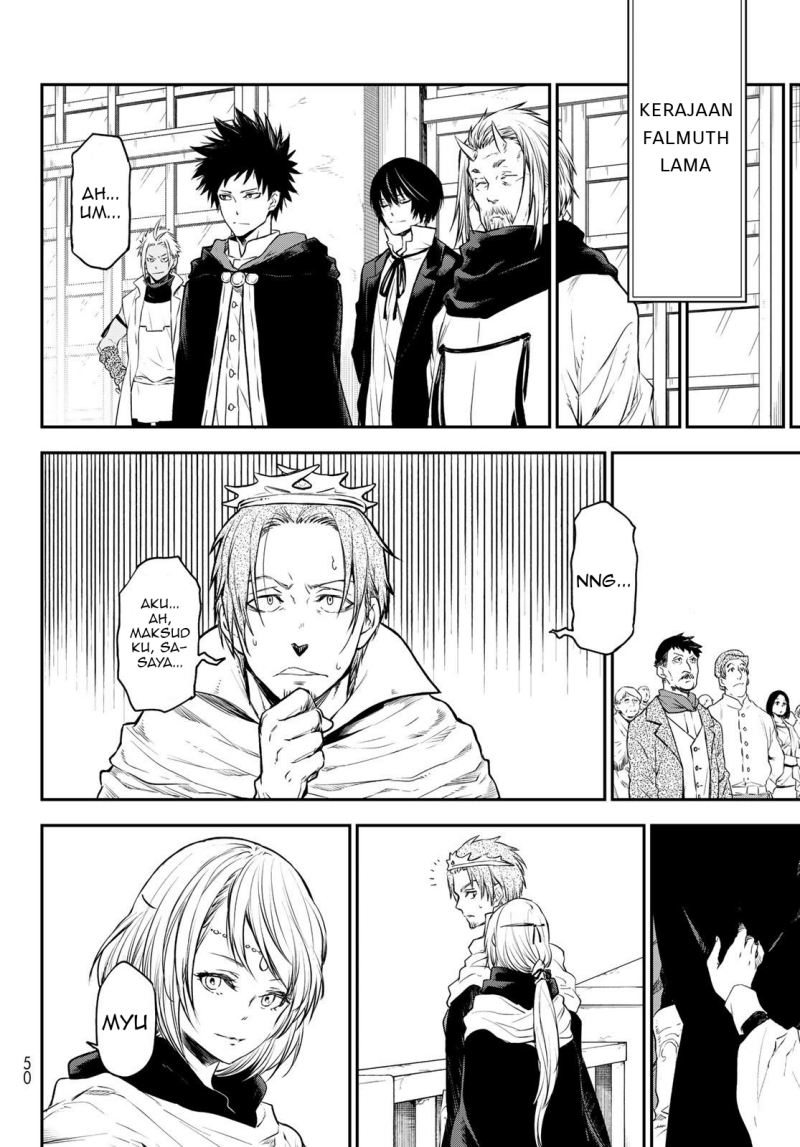 KERAJAAN
FALMUTH
LAMA
AH...
UM...
NNG...
AKU...
AH,
MAKSUD
KU, SA-
SAYA...
MYU
50